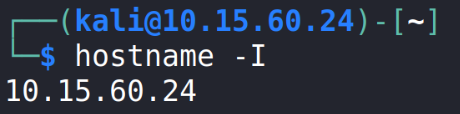 ┌──(kali@10.15.60.24)-[~]
└─$ hostname -I
10.15.60.24